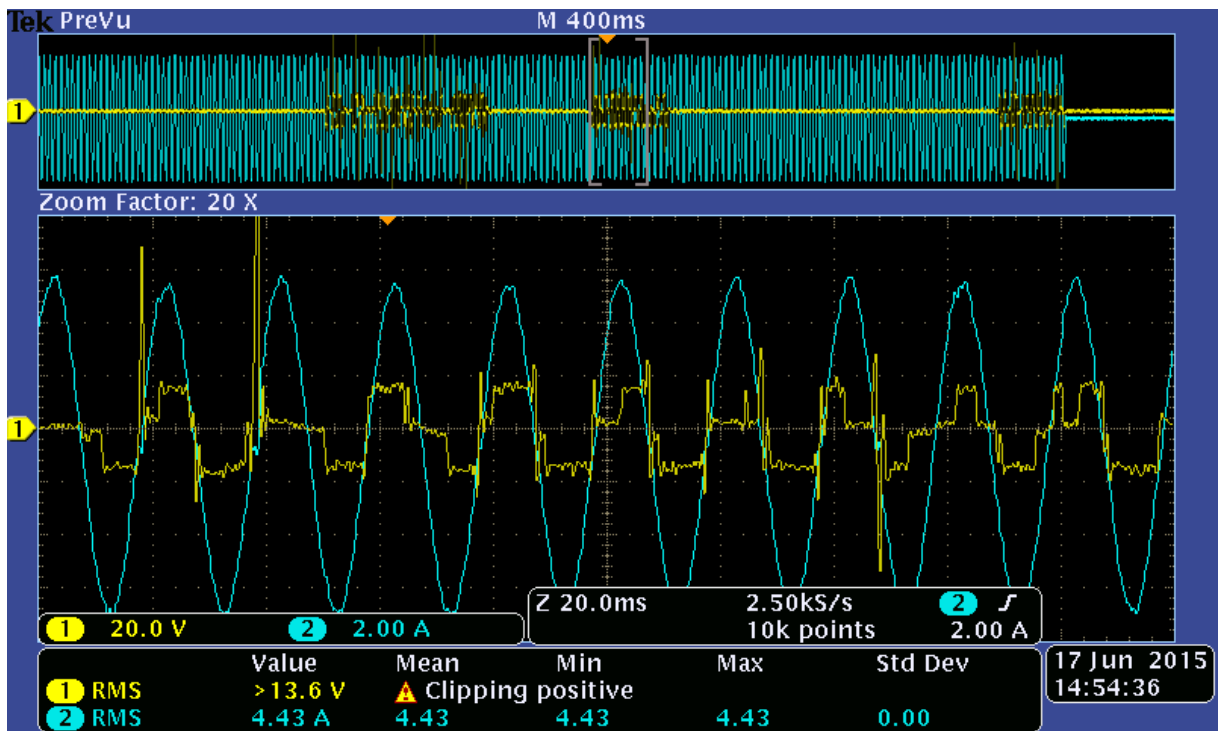 Tek PreVu M 400ms
1
Zoom Factor: 20 X
1
1 20.0 V 2 2.00 A
Z 20.0ms 2.50kS/s 2
10k points 2.00 A
Value Mean Min Max Std Dev
1 RMS >13.6 V Clipping positive
2 RMS 4.43 A 4.43 4.43 4.43 0.00
17 Jun 2015
14:54:36